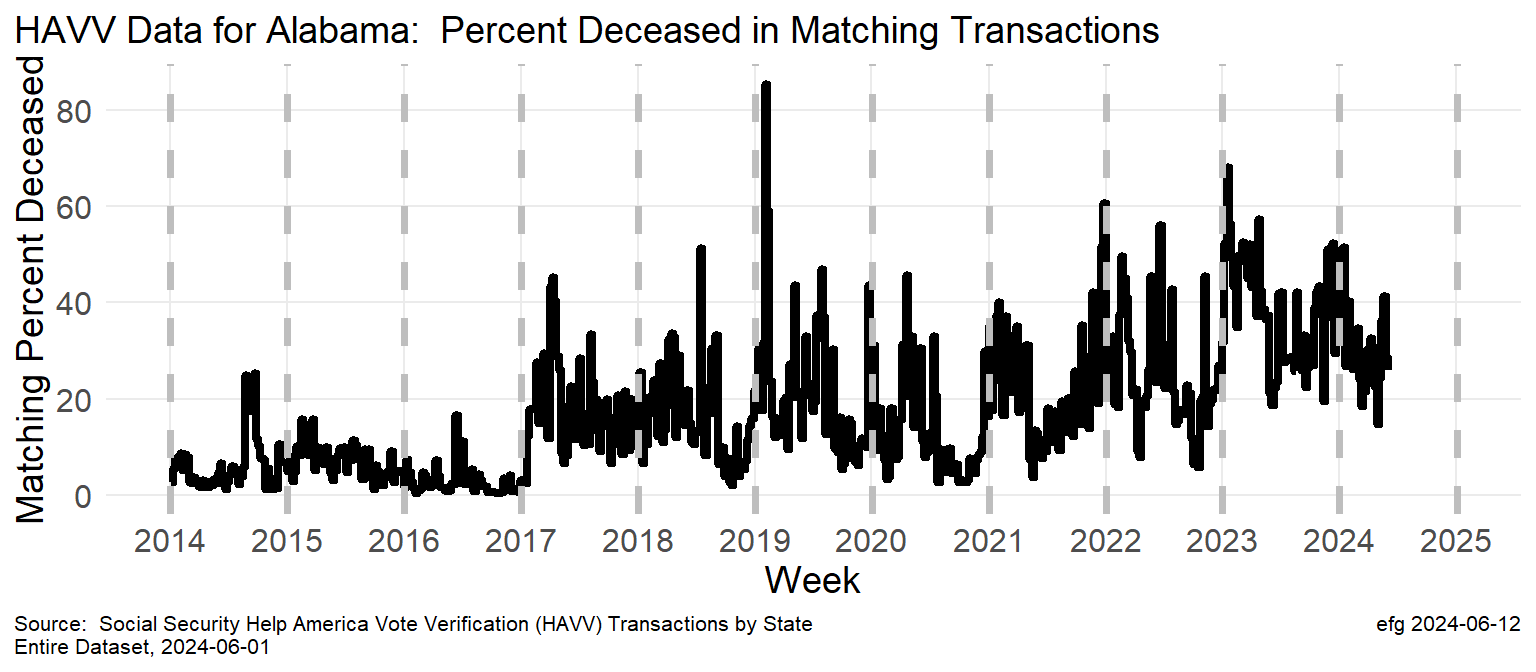 HAVV Data for Alabama:  Percent Deceased in Matching Transactions
Matching Percent Deceased
80
60
40
20
0
2014 2015 2016 2017 2018 2019 2020 2021 2022 2023 2024 2025
Week
Source:  Social Security Help America Vote Verification (HAVV) Transactions by State
Entire Dataset, 2024-06-01
efg 2024-06-12